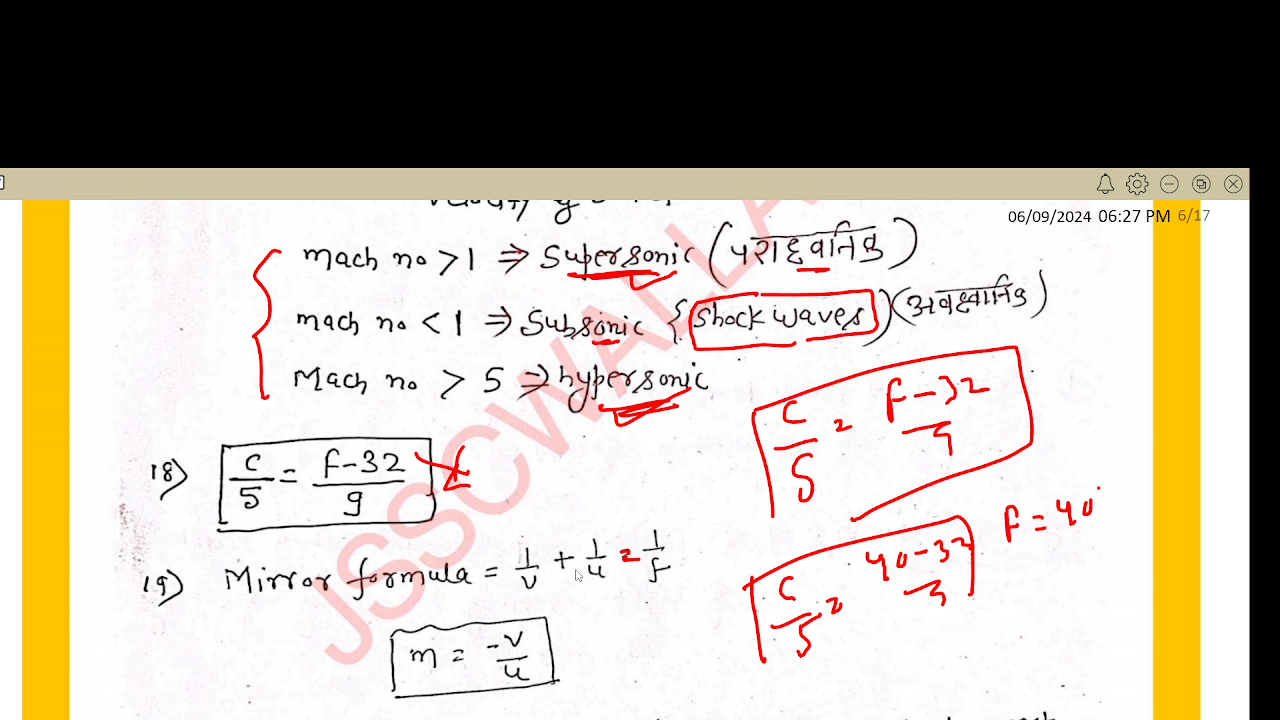 06/09/2024 06:27 PM 6/17
mach no > 1 ⇒ Supersonic (पराध्वनिक)
mach no < 1 ⇒ Subsonic {Shock waves) (अवध्वानिक)
Mach no > 5 ⇒ hypersonic
18) C/5 = F-32/9
C/5 = F-32/9
F = 40°
19) Mirror formula = 1/v + 1/u = 1/f
C/5 = 40-32/9
m = -v/u
JSSCWALLA